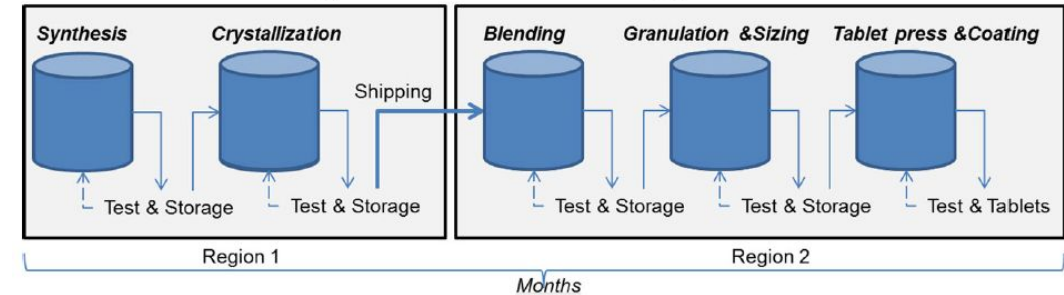 Synthesis
Crystallization
Shipping
Test & Storage
Test & Storage
Region 1
Blending
Granulation &Sizing
Tablet press &Coating
Test & Storage
Test & Storage
Test & Tablets
Region 2
Months